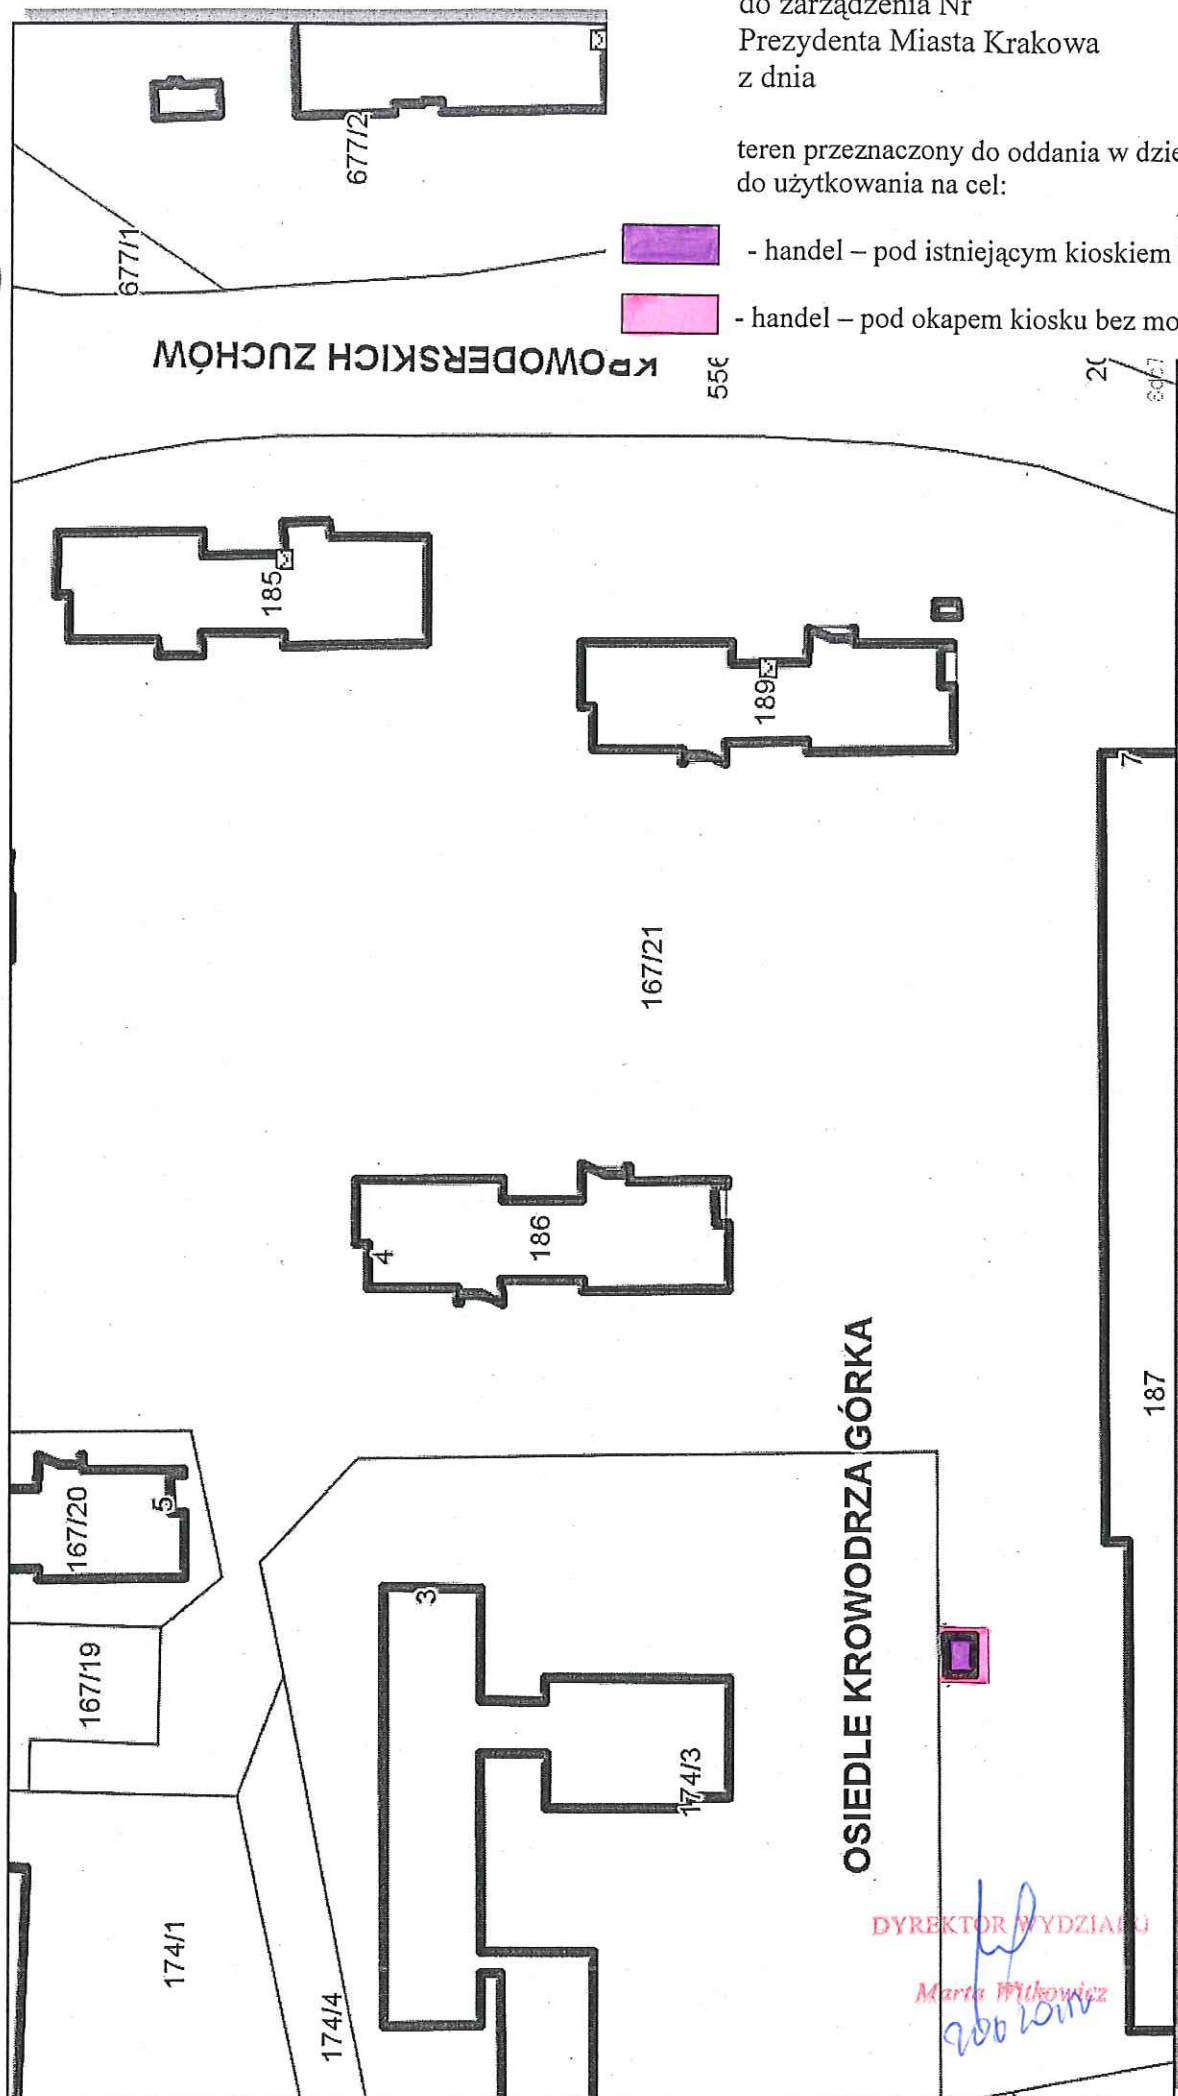 do zarządzenia Nr
Prezydenta Miasta Krakowa
z dnia
teren przeznaczony do oddania w dzie
do użytkowania na cel:
- handel – pod istniejącym kioskiem
- handel – pod okapem kiosku bez mo
677/2
677/1
KROWODERSKICH ZUCHÓW
556
20
185
189
7
167/21
186
4
187
OSIEDLE KROWODRZA GÓRKA
167/20
5
167/19
3
174/3
174/1
174/4
DYREKTOR WYDZIAŁU
Marta Witkowicz